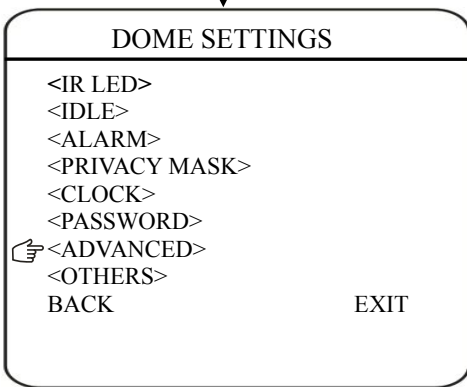 DOME SETTINGS
<IR LED>
<IDLE>
<ALARM>
<PRIVACY MASK>
<CLOCK>
<PASSWORD>
<ADVANCED>
<OTHERS>
BACK EXIT